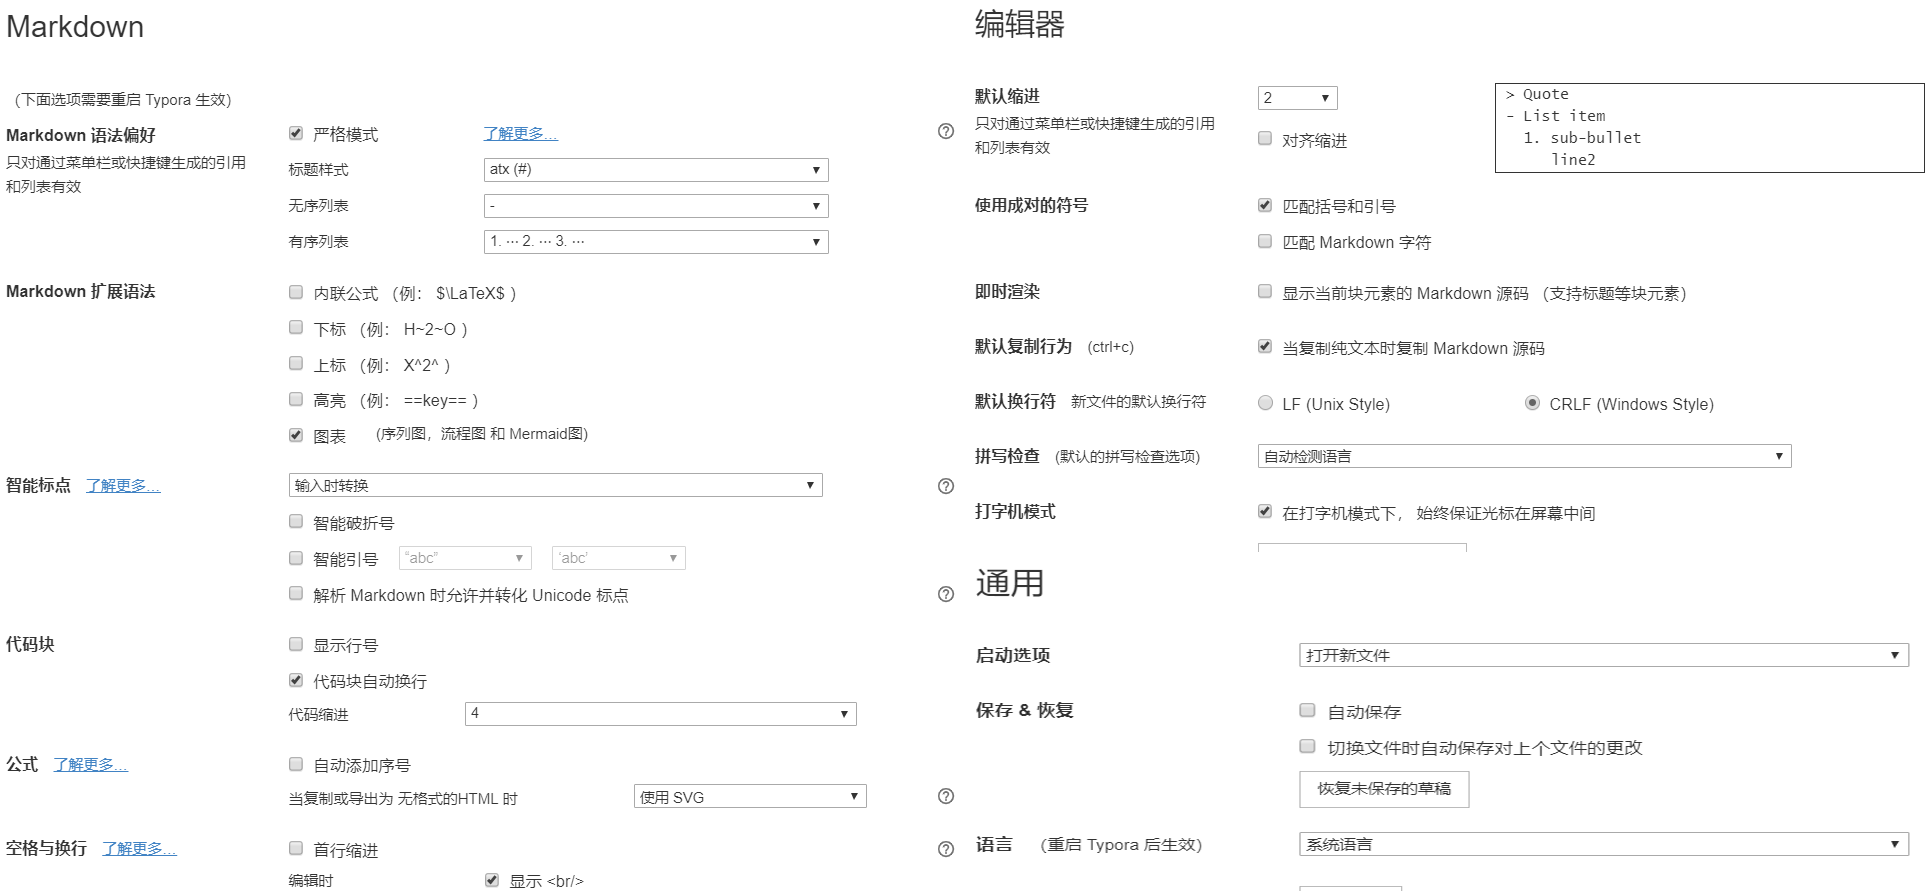 Markdown
（下面选项需要重启 Typora 生效）
Markdown 语法偏好
只对通过菜单栏或快捷键生成的引用
和列表有效
严格模式 了解更多...
标题样式 atx (#)
无序列表 -
有序列表 1. ··· 2. ··· 3. ···
Markdown 扩展语法
内联公式 （例： $\LaTeX$ ）
下标 （例： H~2~O ）
上标 （例： X^2^ ）
高亮 （例： ==key== ）
图表 (序列图，流程图 和 Mermaid图)
智能标点 了解更多... 输入时转换
智能破折号
智能引号 “abc” ‘abc’
解析 Markdown 时允许并转化 Unicode 标点
代码块 显示行号
代码块自动换行
代码缩进 4
公式 了解更多... 自动添加序号
当复制或导出为 无格式的HTML 时 使用 SVG
空格与换行 了解更多... 首行缩进
编辑时 显示 <br/>
编辑器
默认缩进 2
只对通过菜单栏或快捷键生成的引用
和列表有效
对齐缩进
> Quote
- List item
1. sub-bullet
line2
使用成对的符号 匹配括号和引号
匹配 Markdown 字符
即时渲染 显示当前块元素的 Markdown 源码 （支持标题等块元素）
默认复制行为 (ctrl+c) 当复制纯文本时复制 Markdown 源码
默认换行符 新文件的默认换行符 LF (Unix Style) CRLF (Windows Style)
拼写检查 (默认的拼写检查选项) 自动检测语言
打字机模式 在打字机模式下， 始终保证光标在屏幕中间
通用
启动选项 打开新文件
保存 & 恢复 自动保存
切换文件时自动保存对上个文件的更改
恢复未保存的草稿
语言 （重启 Typora 后生效） 系统语言